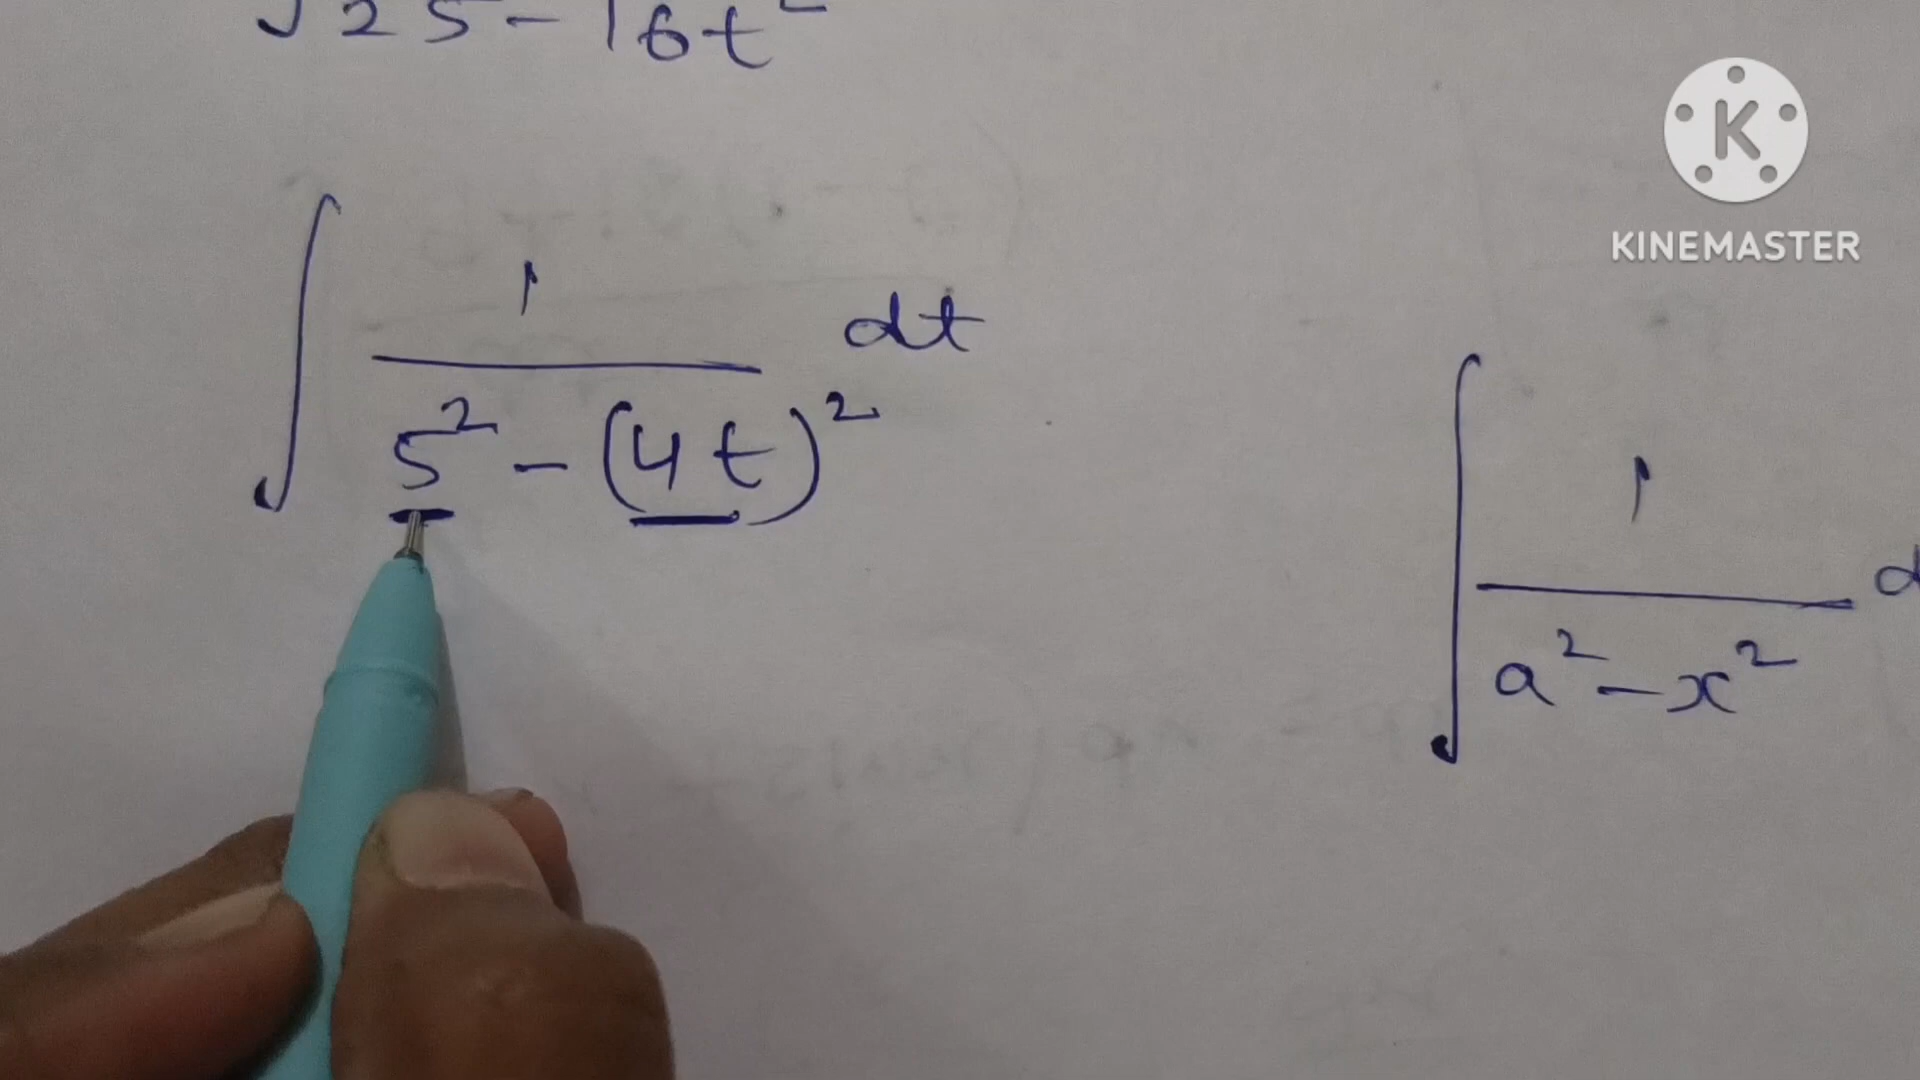 ∫ 25 - 16t²
K
KINEMASTER
∫ 1 / 5² - (4t)² dt
∫ 1 / a² - x² d